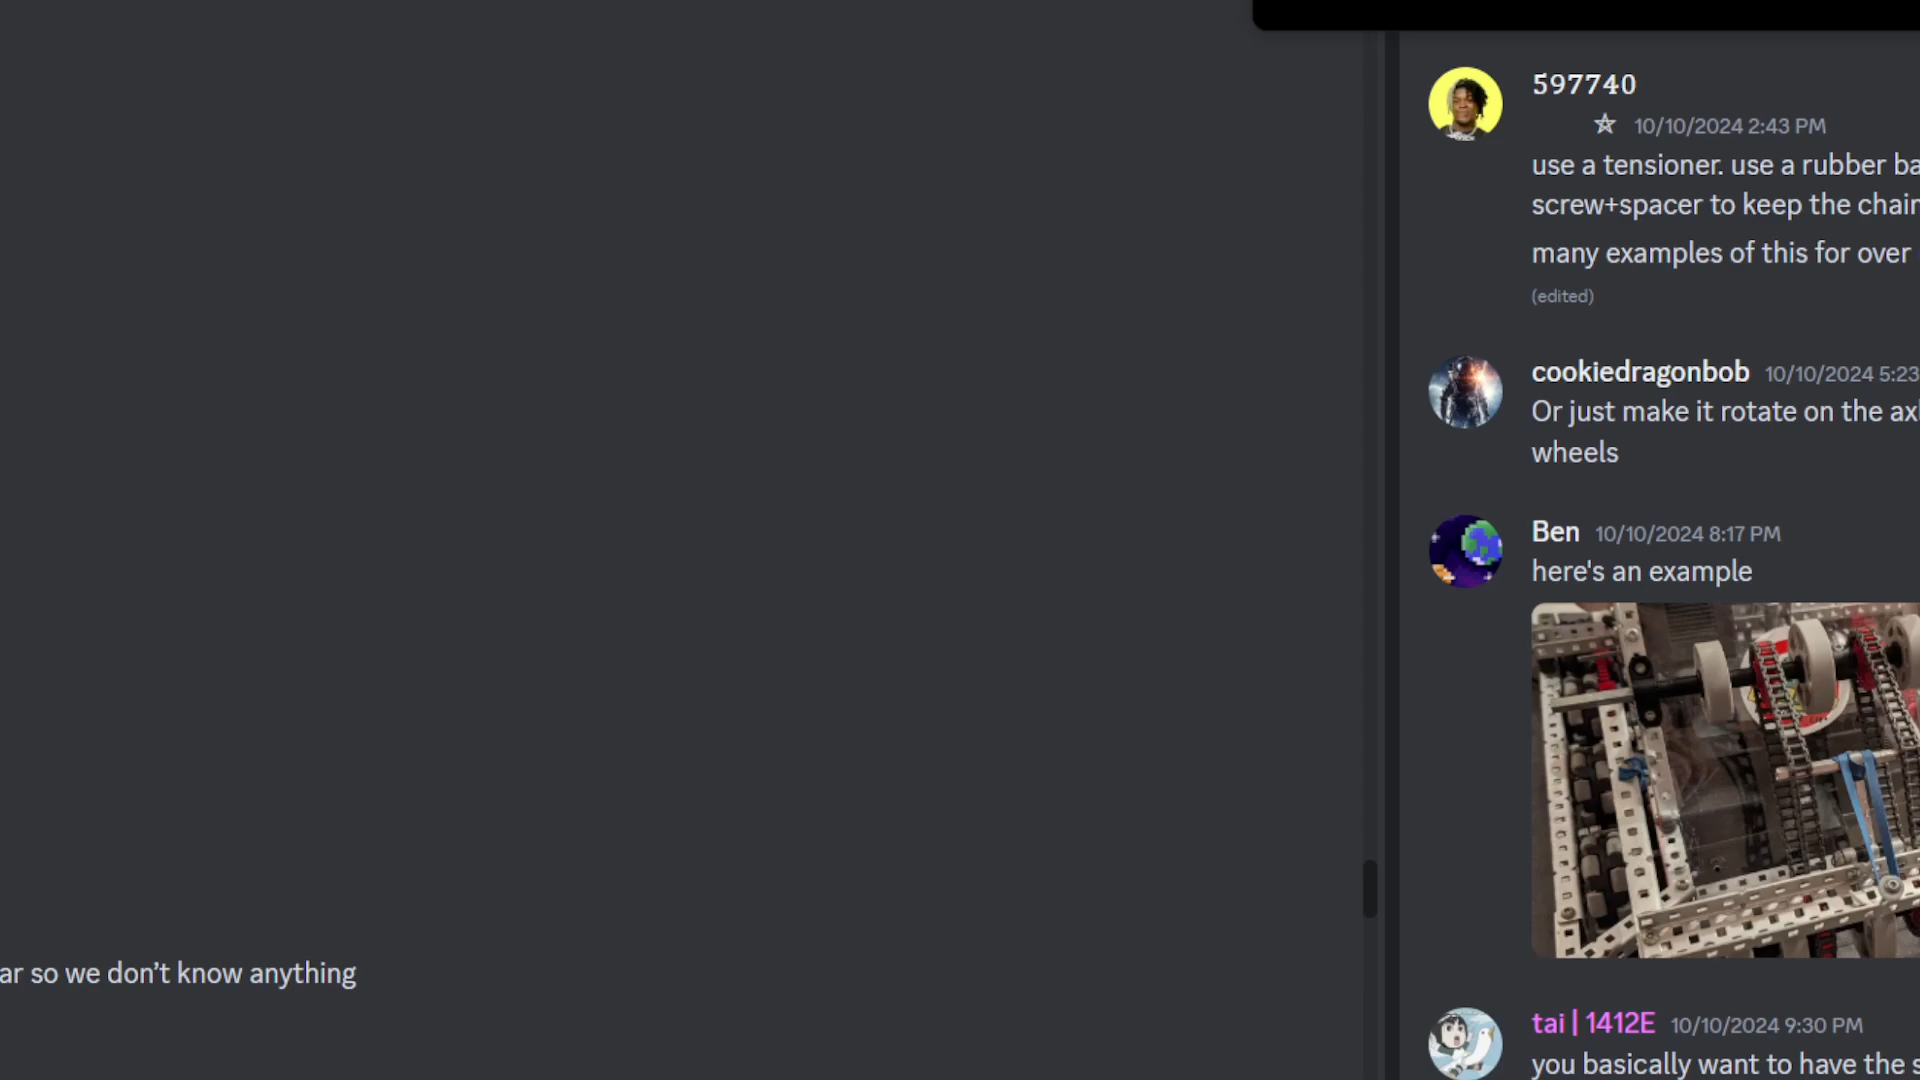 597740
10/10/2024 2:43 PM
use a tensioner. use a rubber
screw+spacer to keep the chain
many examples of this for over
(edited)
cookiedragonbob 10/10/2024 5:23
Or just make it rotate on the
wheels
Ben 10/10/2024 8:17 PM
here's an example
ar so we don’t know anything
tai | 1412E 10/10/2024 9:30 PM
you basically want to have the